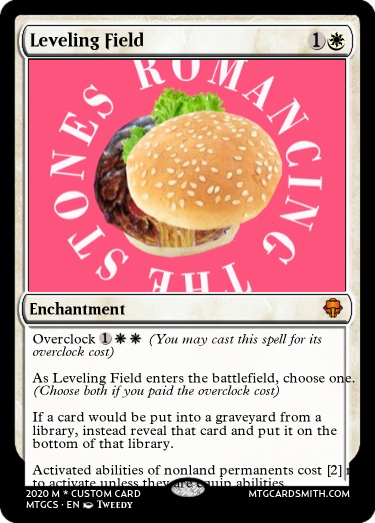 Leveling Field 1
STONES ROMANCING THE
Enchantment
Overclock 1 (You may cast this spell for its
overclock cost)
As Leveling Field enters the battlefield, choose one.
(Choose both if you paid the overclock cost)
If a card would be put into a graveyard from a
library, instead reveal that card and put it on the
bottom of that library.
Activated abilities of nonland permanents cost [2]
to activate unless they are equip abilities.
2020 M * CUSTOM CARD
MTGCS · EN Tweedy
MTGCARDSMITH.COM